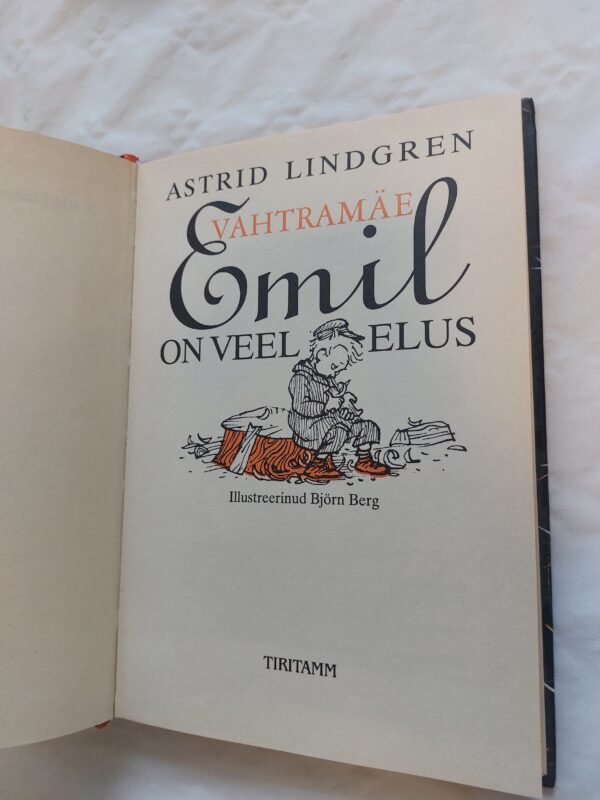 ASTRID LINDGREN
VAHTRAMÄE
Emil
ON VEEL ELUS
Illustreerinud Björn Berg
TIRITAMM